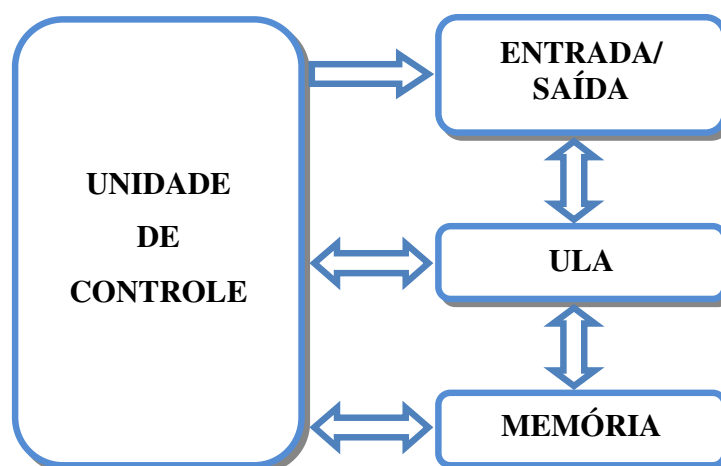 UNIDADE
DE
CONTROLE
ENTRADA/
SAÍDA
ULA
MEMÓRIA